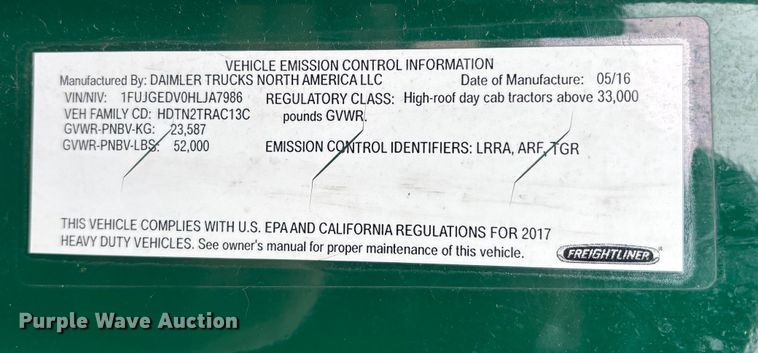 VEHICLE EMISSION CONTROL INFORMATION
Manufactured By: DAIMLER TRUCKS NORTH AMERICA LLC Date of Manufacture: 05/16
VIN/NIV: 1FUJGEDV0HLJA7986 REGULATORY CLASS: High-roof day cab tractors above 33,000
VEH FAMILY CD: HDTN2TRAC13C pounds GVWR.
GVWR-PNBV-KG: 23,587
GVWR-PNBV-LBS: 52,000 EMISSION CONTROL IDENTIFIERS: LRRA, ARF, TGR
THIS VEHICLE COMPLIES WITH U.S. EPA AND CALIFORNIA REGULATIONS FOR 2017
HEAVY DUTY VEHICLES. See owner's manual for proper maintenance of this vehicle.
FREIGHTLINER®
Purple Wave Auction